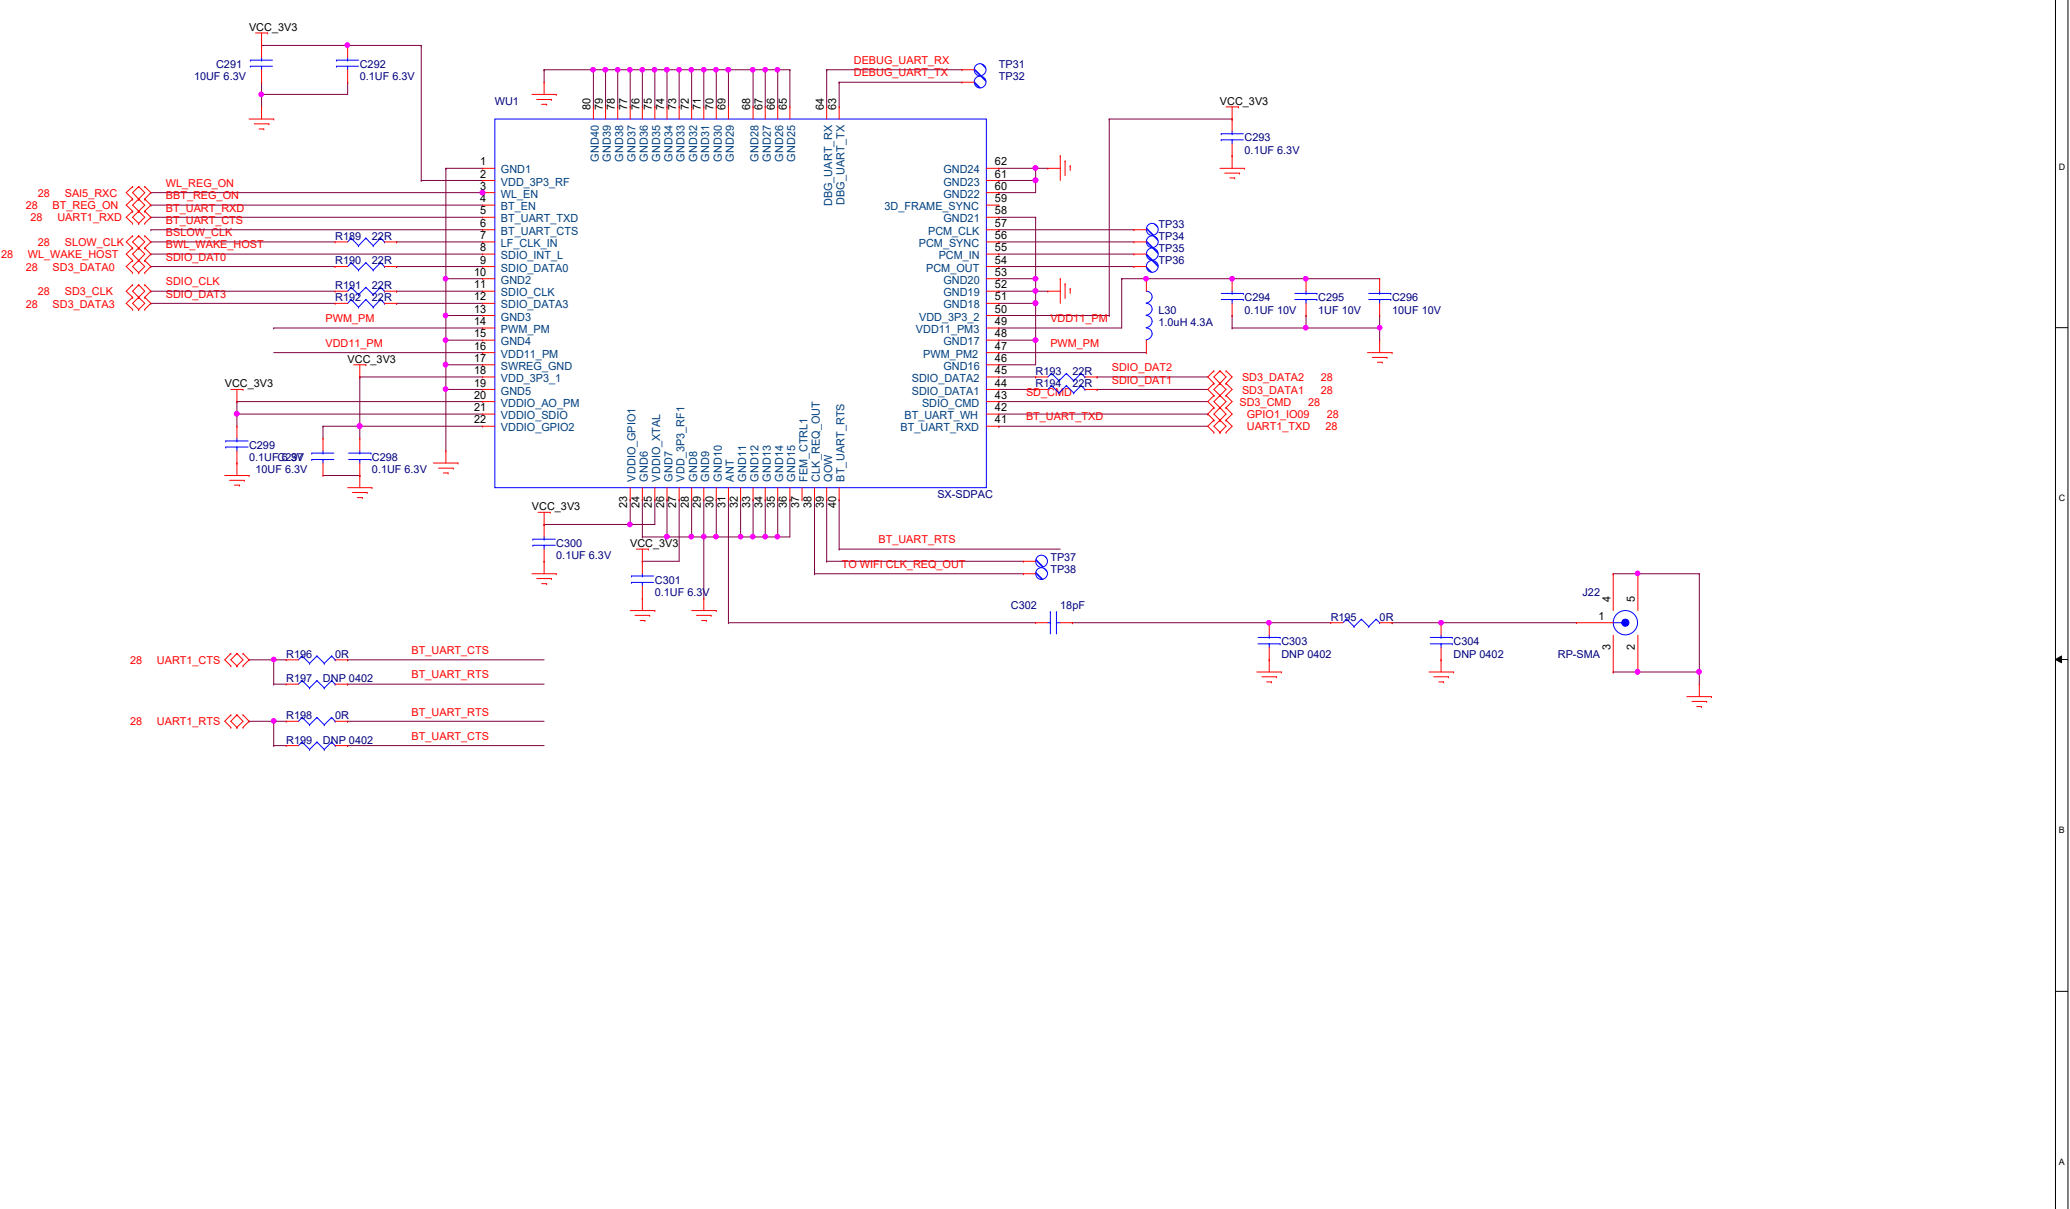 VCC_3V3
C291
10UF 6.3V
C292
0.1UF 6.3V
WU1
80
79
78
77
76
75
74
73
72
71
70
69
68
67
66
65
64
63
DEBUG_UART_RX
DEBUG_UART_TX
TP31
TP32
GND40
GND39
GND38
GND37
GND36
GND35
GND34
GND33
GND32
GND31
GND30
GND29
GND28
GND27
GND26
GND25
DBG_UART_RX
DBG_UART_TX
VCC_3V3
C293
0.1UF 6.3V
28 SAI5_RXC
28 BT_REG_ON
28 UART1_RXD
28 SLOW_CLK
28 WL_WAKE_HOST
28 SD3_DATA0
28 SD3_CLK
28 SD3_DATA3
WL_REG_ON
BBT_REG_ON
BT_UART_RXD
BT_UART_CTS
BSLOW_CLK
BWL_WAKE_HOST
SDIO_DAT0
SDIO_CLK
SDIO_DAT3
PWM_PM
VDD11_PM
R189 22R
R190 22R
R191 22R
R192 22R
1 GND1
2 VDD_3P3_RF
3 WL_EN
4 BT_EN
5 BT_UART_TXD
6 BT_UART_CTS
7 LF_CLK_IN
8 SDIO_INT_L
9 SDIO_DATA0
10 GND2
11 SDIO_CLK
12 SDIO_DATA3
13 GND3
14 PWM_PM
15 GND4
16 VDD11_PM
17 SWREG_GND
18 VDD_3P3_1
19 GND5
20 VDDIO_AO_PM
21 VDDIO_SDIO
22 VDDIO_GPIO2
GND24 62
GND23 61
GND22 60
3D_FRAME_SYNC 59
GND21 58
PCM_CLK 57
PCM_SYNC 56
PCM_IN 55
PCM_OUT 54
GND20 53
GND19 52
GND18 51
VDD_3P3_2 50
VDD11_PM3 49
GND17 48
PWM_PM2 47
GND16 46
SDIO_DATA2 45
SDIO_DATA1 44
SDIO_CMD 43
BT_UART_WH 42
BT_UART_RXD 41
TP33
TP34
TP35
TP36
VDD11_PM
PWM_PM
L30
1.0uH 4.3A
C294
0.1UF 10V
C295
1UF 10V
C296
10UF 10V
R193 22R
R194 22R
SDIO_DAT2
SDIO_DAT1
SD_CMD
BT_UART_TXD
SD3_DATA2 28
SD3_DATA1 28
SD3_CMD 28
GPIO1_IO09 28
UART1_TXD 28
VCC_3V3
VCC_3V3
C299
0.1UF 6.3V
C297
10UF 6.3V
C298
0.1UF 6.3V
VDDIO_GPIO1
GND6
VDDIO_XTAL
GND7
VDD_3P3_RF1
GND8
GND9
GND10
ANT
GND11
GND12
GND13
GND14
GND15
FEM_CTRL1
CLK_REQ_OUT
QOW
BT_UART_RTS
23
24
25
26
27
28
29
30
31
32
33
34
35
36
37
38
39
40
SX-SDPAC
VCC_3V3
C300
0.1UF 6.3V
VCC_3V3
C301
0.1UF 6.3V
BT_UART_RTS
TO WIFI CLK_REQ_OUT
TP37
TP38
C302 18pF
C303
DNP 0402
R195 0R
C304
DNP 0402
J22
4
5
1
3
2
RP-SMA
28 UART1_CTS
R196 0R
BT_UART_CTS
R197 DNP 0402
BT_UART_RTS
28 UART1_RTS
R198 0R
BT_UART_RTS
R199 DNP 0402
BT_UART_CTS
D
C
B
A